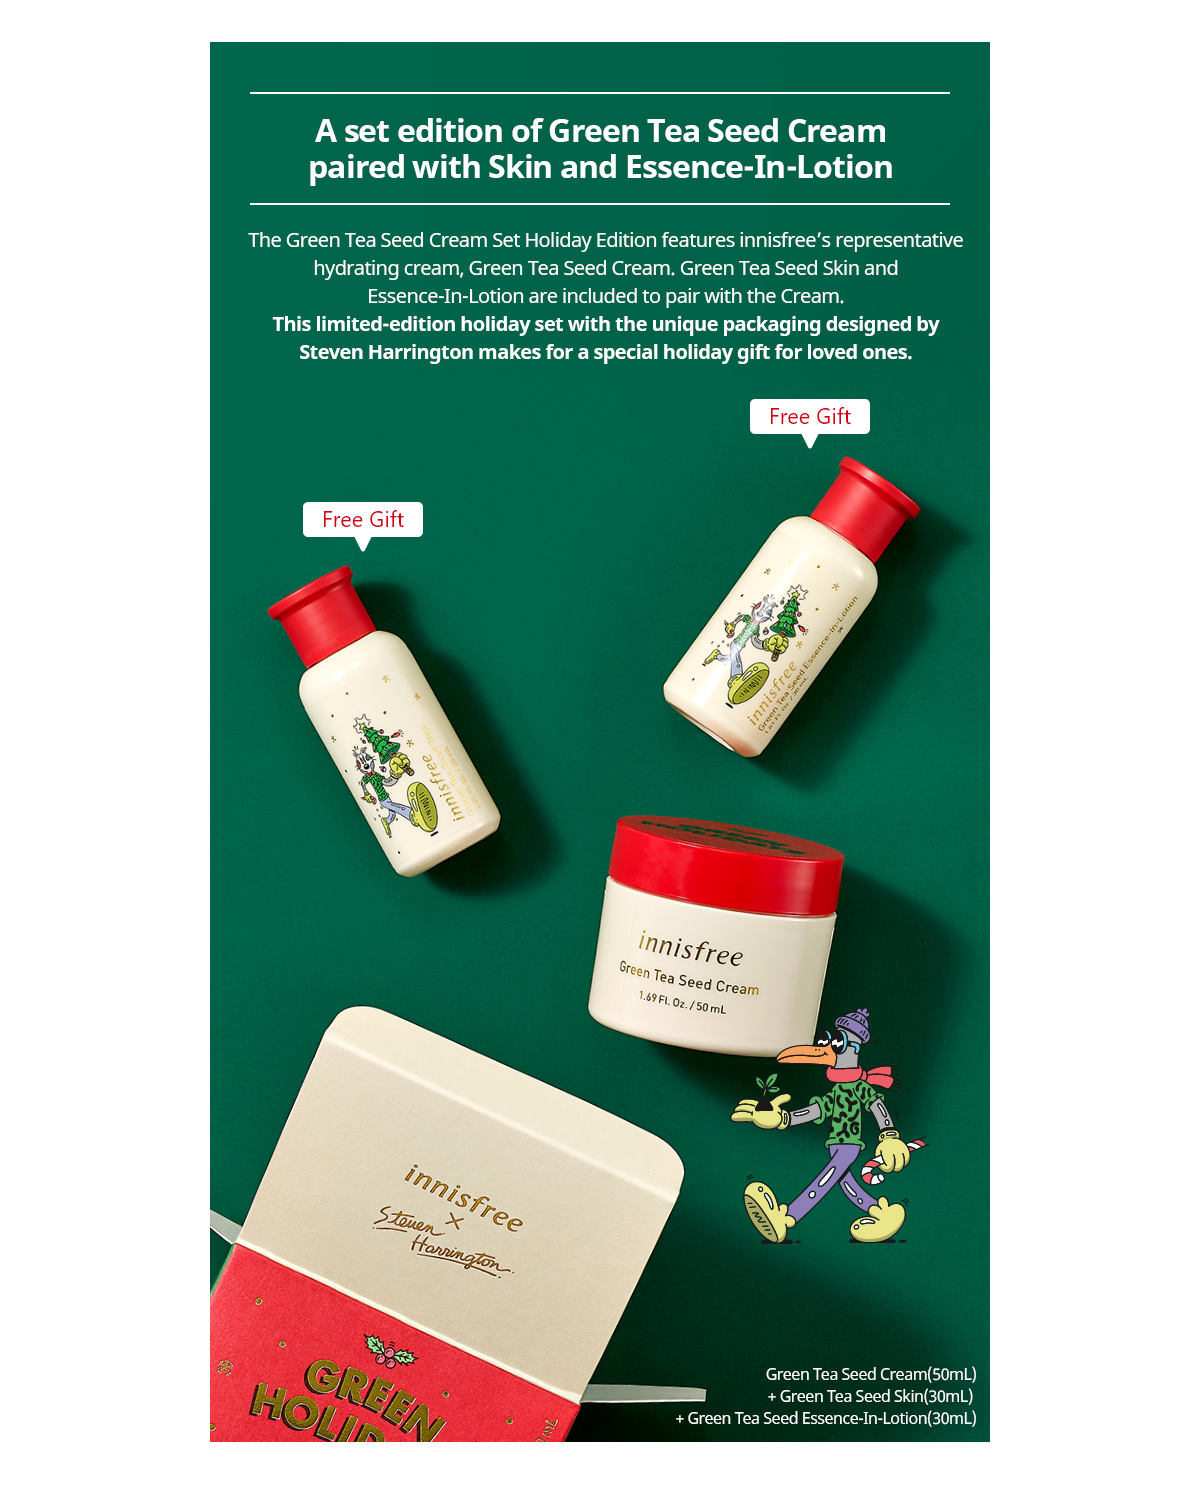 A set edition of Green Tea Seed Cream
paired with Skin and Essence-In-Lotion
The Green Tea Seed Cream Set Holiday Edition features innisfree’s representative
hydrating cream, Green Tea Seed Cream. Green Tea Seed Skin and
Essence-In-Lotion are included to pair with the Cream.
This limited-edition holiday set with the unique packaging designed by
Steven Harrington makes for a special holiday gift for loved ones.
Free Gift
Free Gift
innisfree
Green Tea Seed Essence-in-Lotion
innisfree
innisfree
Green Tea Seed Cream
1.69 Fl. Oz. / 50 mL
innisfree
X
Steven
Harrington
GREEN
mL
Green Tea Seed Cream(50mL)
+ Green Tea Seed Skin(30mL)
+ Green Tea Seed Essence-In-Lotion(30mL)